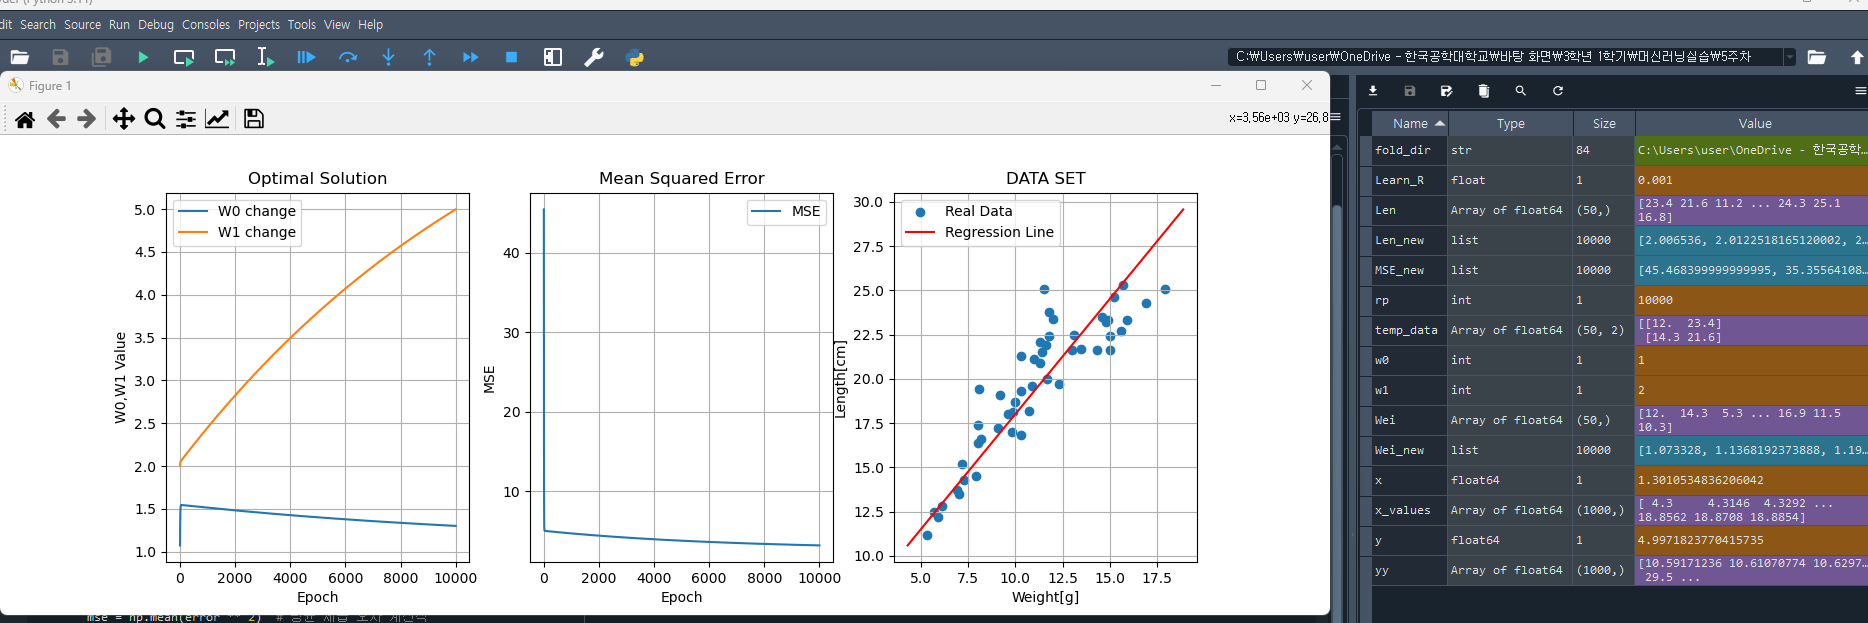 dit Search Source Run Debug Consoles Projects Tools View Help
C:₩Users₩user₩OneDrive - 한국공학대학교₩바탕 화면₩3학년 1학기₩머신러닝실습₩5주차
Figure 1
x=3,56e+03 y=26,8
Optimal Solution
W0 change
W1 change
5.0
4.5
4.0
3.5
3.0
2.5
2.0
1.5
1.0
W0,W1 Value
0 2000 4000 6000 8000 10000
Epoch
Mean Squared Error
MSE
40
30
20
10
MSE
0 2000 4000 6000 8000 10000
Epoch
DATA SET
Real Data
Regression Line
30.0
27.5
25.0
22.5
20.0
17.5
15.0
12.5
10.0
Length[cm]
5.0 7.5 10.0 12.5 15.0 17.5
Weight[g]
Name Type Size Value
fold_dir str 84 C:\Users\user\OneDrive - 한국공학…
Learn_R float 1 0.001
Len Array of float64 (50,) [23.4 21.6 11.2 ... 24.3 25.1
16.8]
Len_new list 10000 [2.006536, 2.0122518165120002, 2…
MSE_new list 10000 [45.468399999999995, 35.35564108…
rp int 1 10000
temp_data Array of float64 (50, 2) [[12. 23.4]
[14.3 21.6]
w0 int 1 1
w1 int 1 2
Wei Array of float64 (50,) [12. 14.3 5.3 ... 16.9 11.5
10.3]
Wei_new list 10000 [1.073328, 1.1368192373888, 1.19…
x float64 1 1.3010534836206042
x_values Array of float64 (1000,) [ 4.3 4.3146 4.3292 ...
18.8562 18.8708 18.8854]
y float64 1 4.9971823770415735
yy Array of float64 (1000,) [10.59171236 10.61070774 10.6297…
29.5 ...
mse = np.mean(error ** 2) # 평균 제곱 오차 계산식